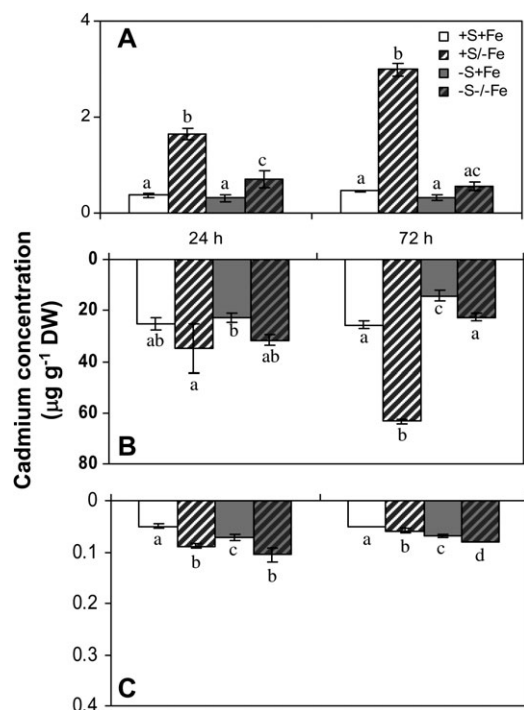 Cadmium concentration
(µg g-1 DW)
A
4
2
0
+S+Fe
+S/-Fe
-S+Fe
-S-/-Fe
a
b
a
c
a
b
a
ac
24 h
72 h
0
20
40
60
80
ab
a
b
ab
a
b
c
a
B
0
0.1
0.2
0.3
0.4
a
b
c
b
a
b
c
d
C